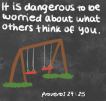 It is dangerous to be
worried about what
others think of you.
Proverbs 29:25